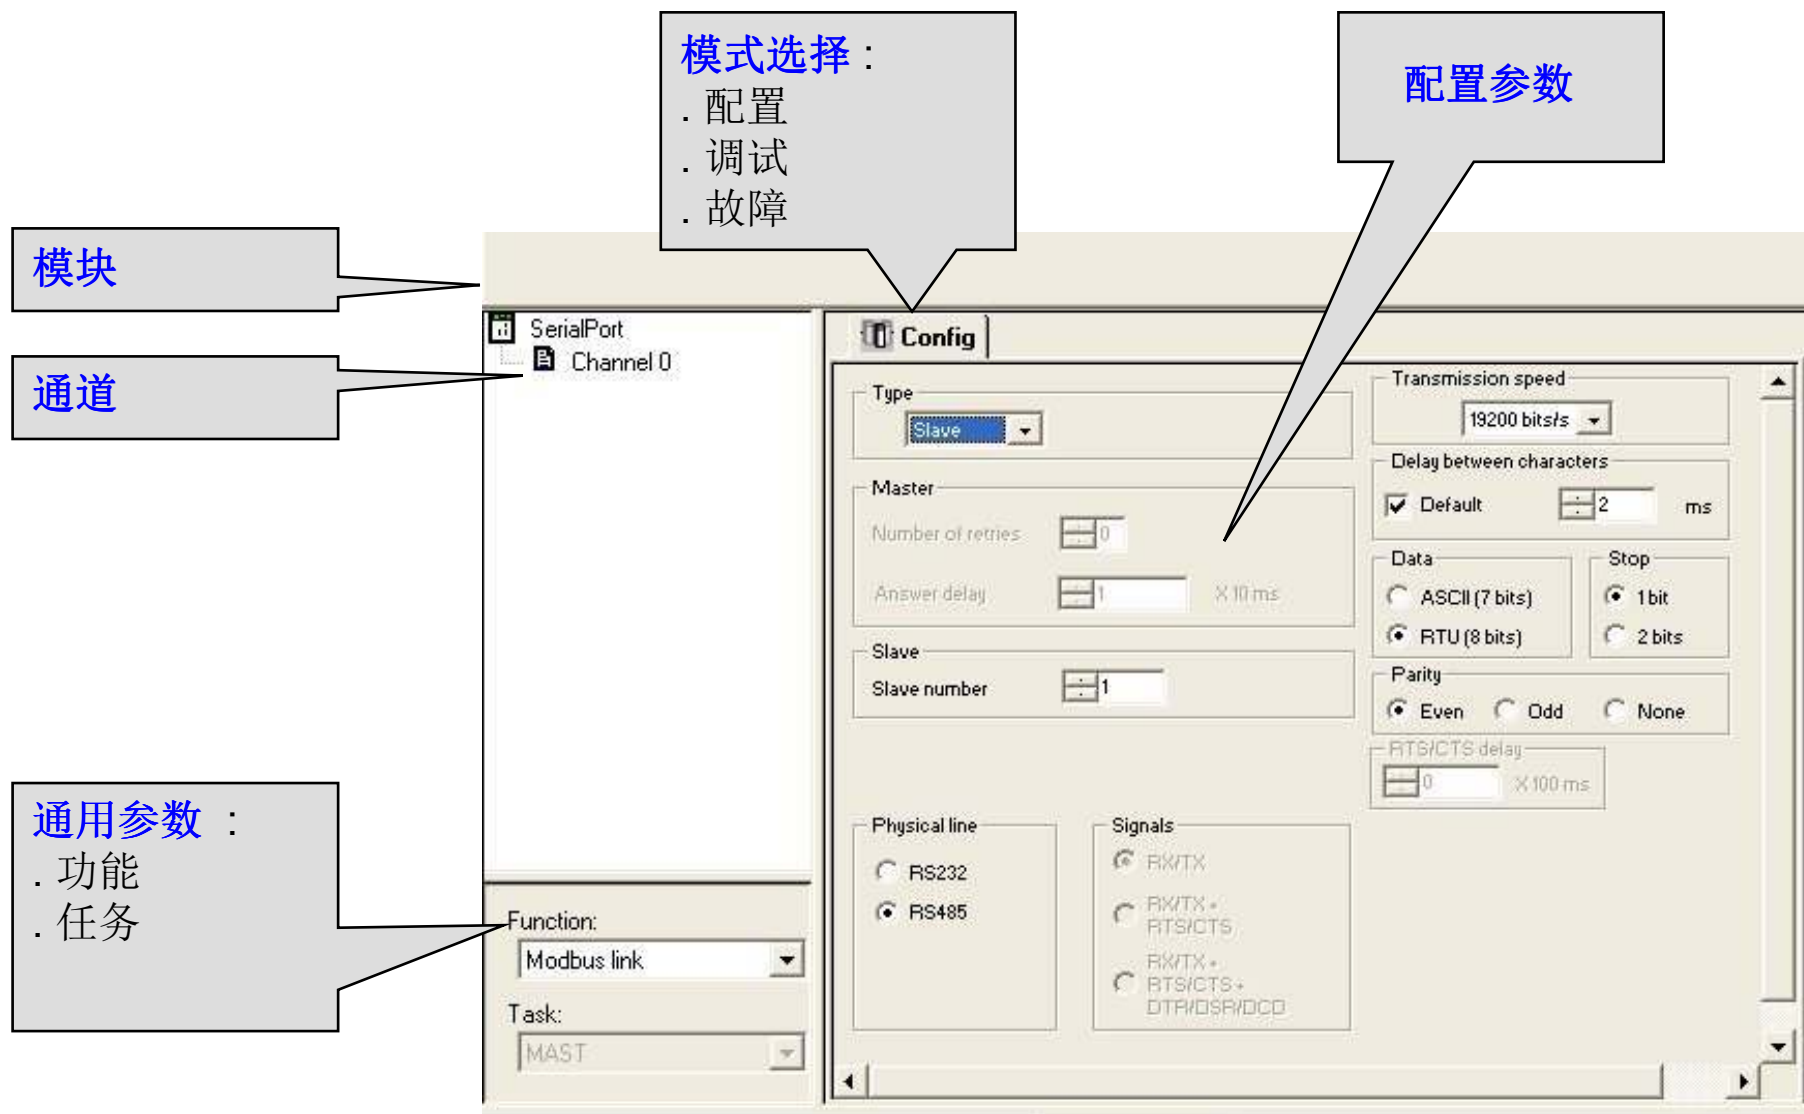 模式选择 :
. 配置
. 调试
. 故障
配置参数
模块
通道
通用参数 :
. 功能
. 任务
SerialPort
Channel 0
Function:
Modbus link
Task:
MAST
Config
Type
Slave
Master
Number of retries 0
Answer delay 1 X 10 ms
Slave
Slave number 1
Physical line
RS232
RS485
Signals
RX/TX
RX/TX +
RTS/CTS
RX/TX +
RTS/CTS +
DTR/DSR/DCD
Transmission speed
19200 bits/s
Delay between characters
Default 2 ms
Data
ASCII (7 bits)
RTU (8 bits)
Stop
1 bit
2 bits
Parity
Even Odd None
RTS/CTS delay
0 X 100 ms